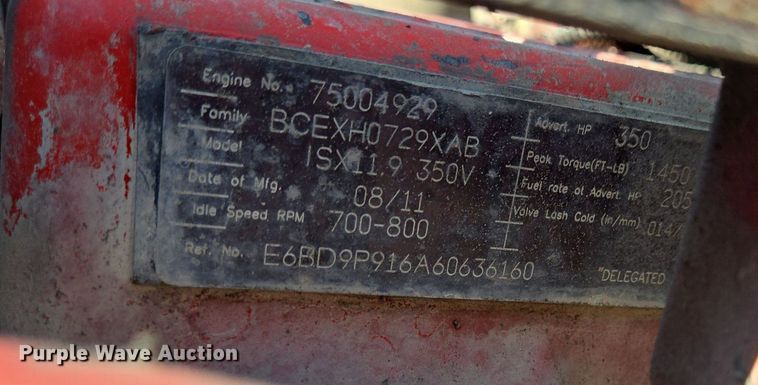 Engine No. 75004929
Family BCEXH0729XAB
Model ISX11.9 350V
Date of Mfg. 08/11
Idle Speed RPM 700-800
Ref. No. E6BD9P916A60636160
Advert. HP 350
Peak Torque(FT-LB) 1450
Fuel rate at Advert. HP 205
Valve Lash Cold (in/mm) .014/
"DELEGATED
Purple Wave Auction